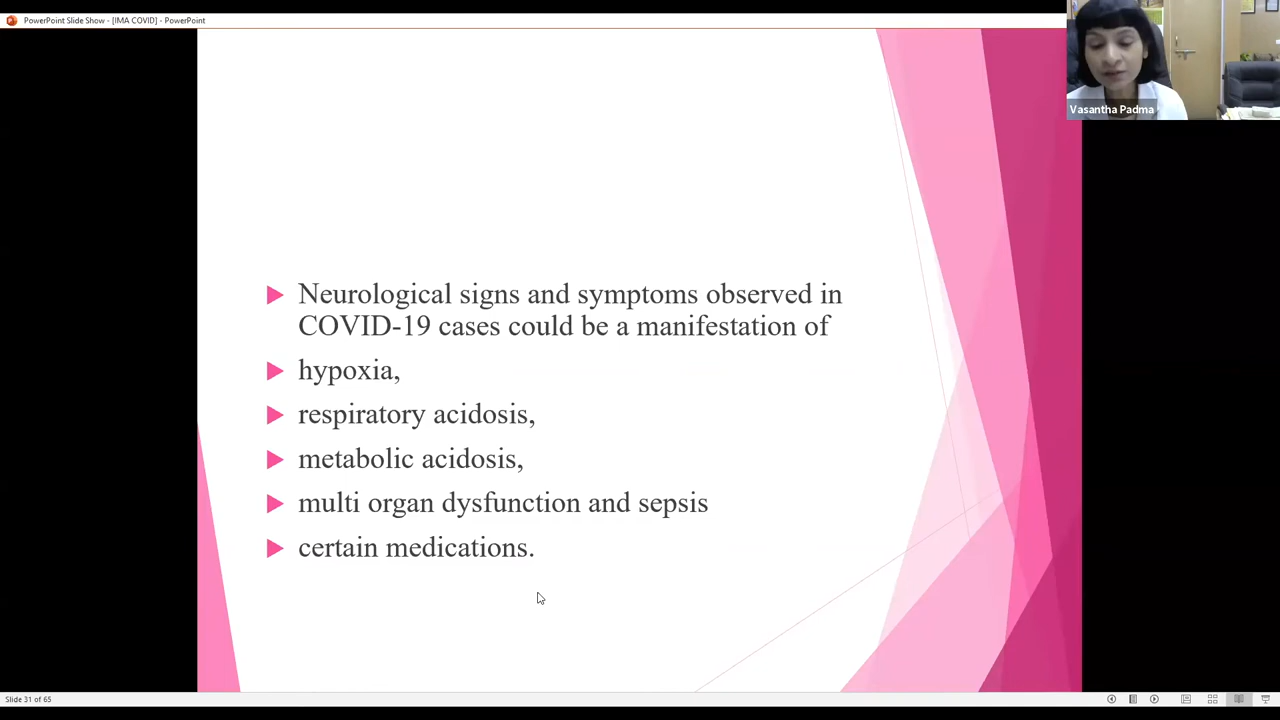 PowerPoint Slide Show - [IMA COVID] - PowerPoint
Vasantha Padma
Neurological signs and symptoms observed in
COVID-19 cases could be a manifestation of
hypoxia,
respiratory acidosis,
metabolic acidosis,
multi organ dysfunction and sepsis
certain medications.
Slide 31 of 65